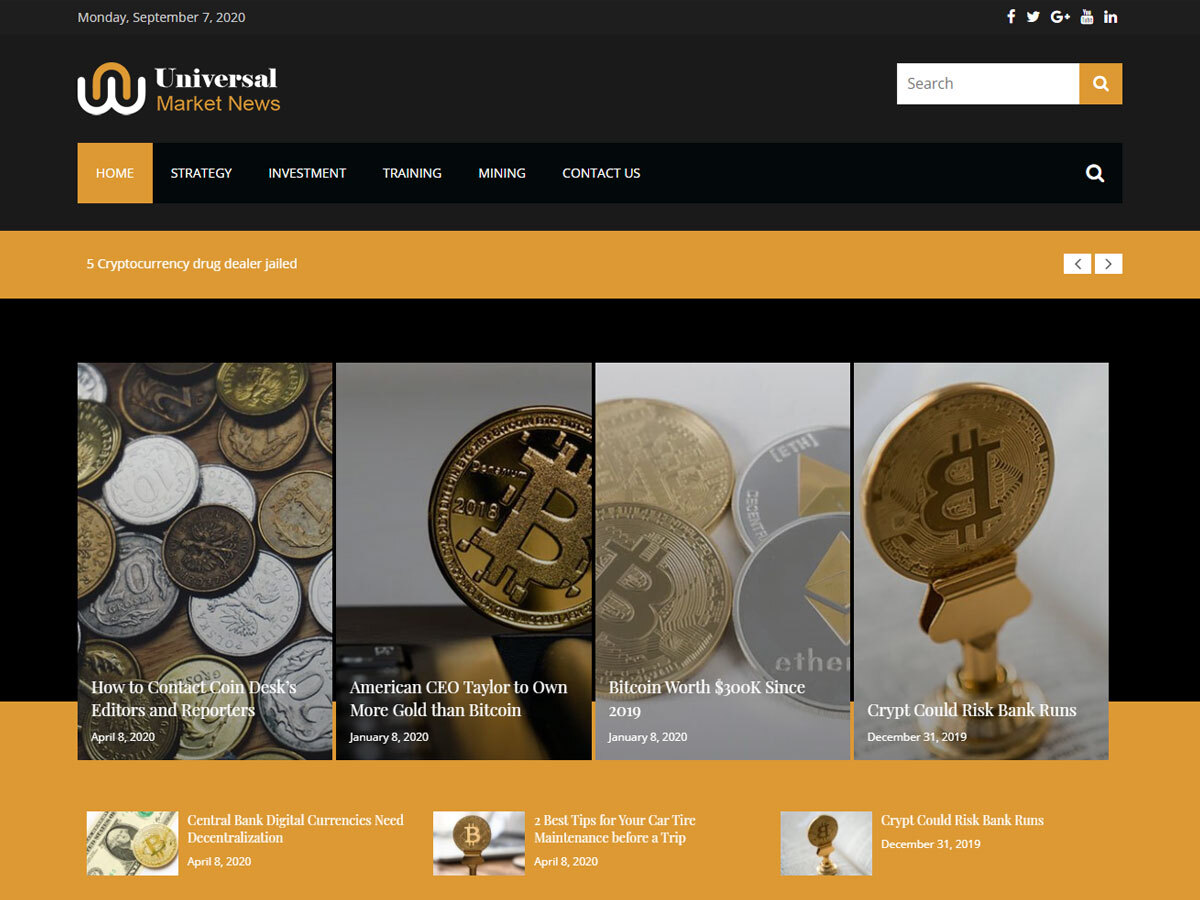 Monday, September 7, 2020
Universal
Market News
Search
HOME STRATEGY INVESTMENT TRAINING MINING CONTACT US
5 Cryptocurrency drug dealer jailed
2018
[ETH]
How to Contact Coin Desk's
Editors and Reporters
April 8, 2020
American CEO Taylor to Own
More Gold than Bitcoin
January 8, 2020
Bitcoin Worth $300K Since
2019
January 8, 2020
Crypt Could Risk Bank Runs
December 31, 2019
Central Bank Digital Currencies Need
Decentralization
April 8, 2020
2 Best Tips for Your Car Tire
Maintenance before a Trip
April 8, 2020
Crypt Could Risk Bank Runs
December 31, 2019